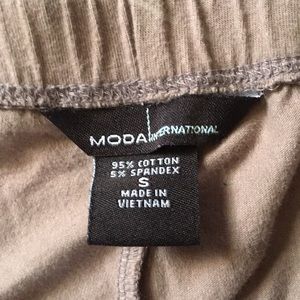 MODA INTERNATIONAL
95% COTTON
5% SPANDEX
S
MADE IN
VIETNAM